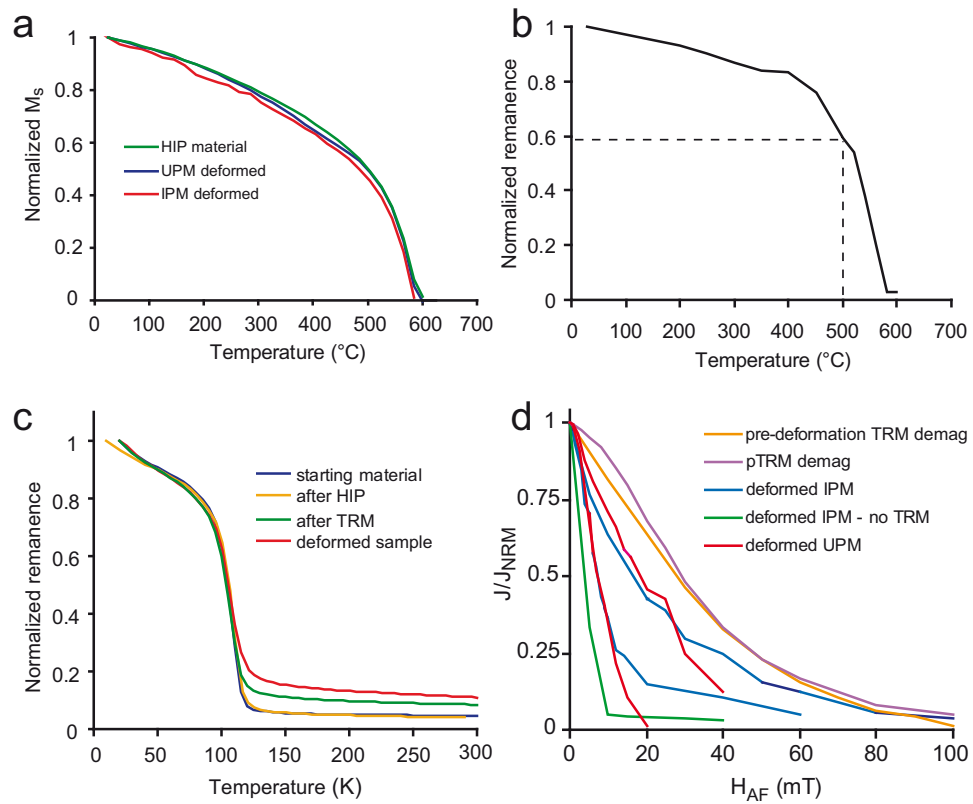 a
Normalized Ms
1
0.8
0.6
0.4
0.2
0
HIP material
UPM deformed
IPM deformed
0 100 200 300 400 500 600 700
Temperature (°C)
b
Normalized remanence
1
0.8
0.6
0.4
0.2
0
0 100 200 300 400 500 600 700
Temperature (°C)
c
Normalized remanence
1
0.8
0.6
0.4
0.2
0
starting material
after HIP
after TRM
deformed sample
0 50 100 150 200 250 300
Temperature (K)
d
J/JNRM
1
0.75
0.5
0.25
0
pre-deformation TRM demag
pTRM demag
deformed IPM
deformed IPM - no TRM
deformed UPM
0 20 40 60 80 100
HAF (mT)